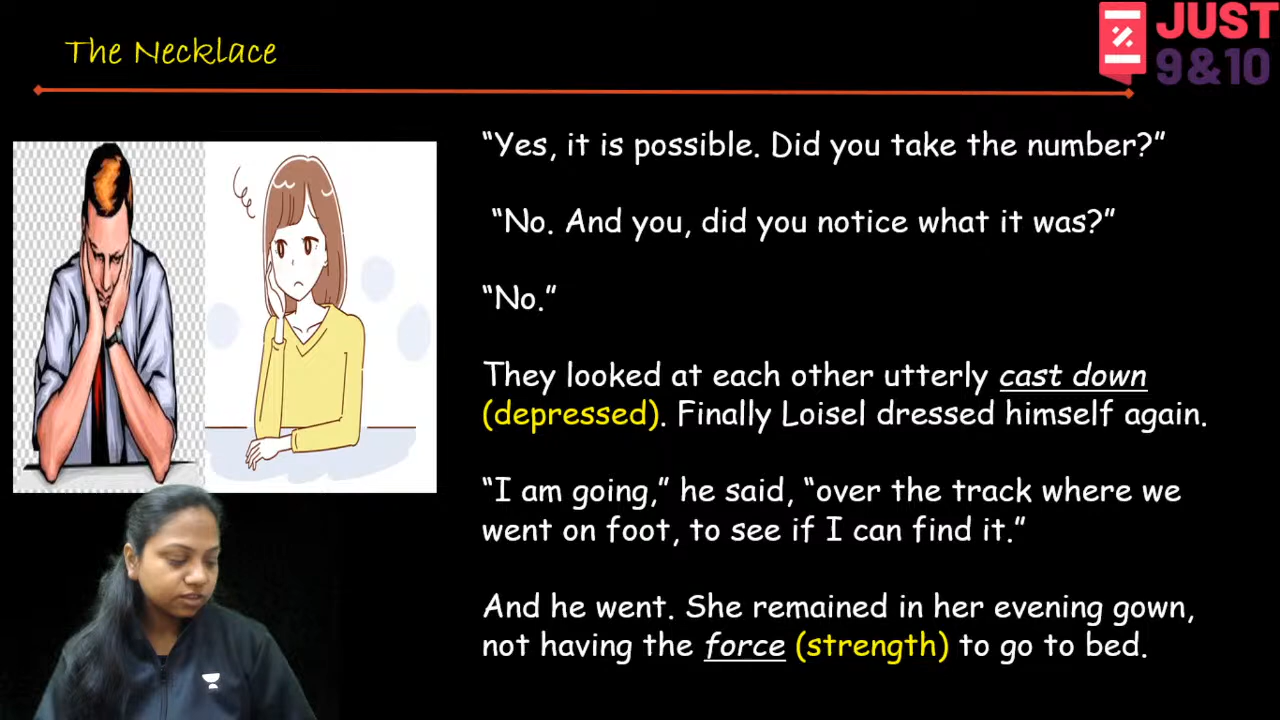 The Necklace
JUST
9&10
“Yes, it is possible. Did you take the number?”
“No. And you, did you notice what it was?”
“No.”
They looked at each other utterly cast down
(depressed). Finally Loisel dressed himself again.
“I am going,” he said, “over the track where we
went on foot, to see if I can find it.”
And he went. She remained in her evening gown,
not having the force (strength) to go to bed.